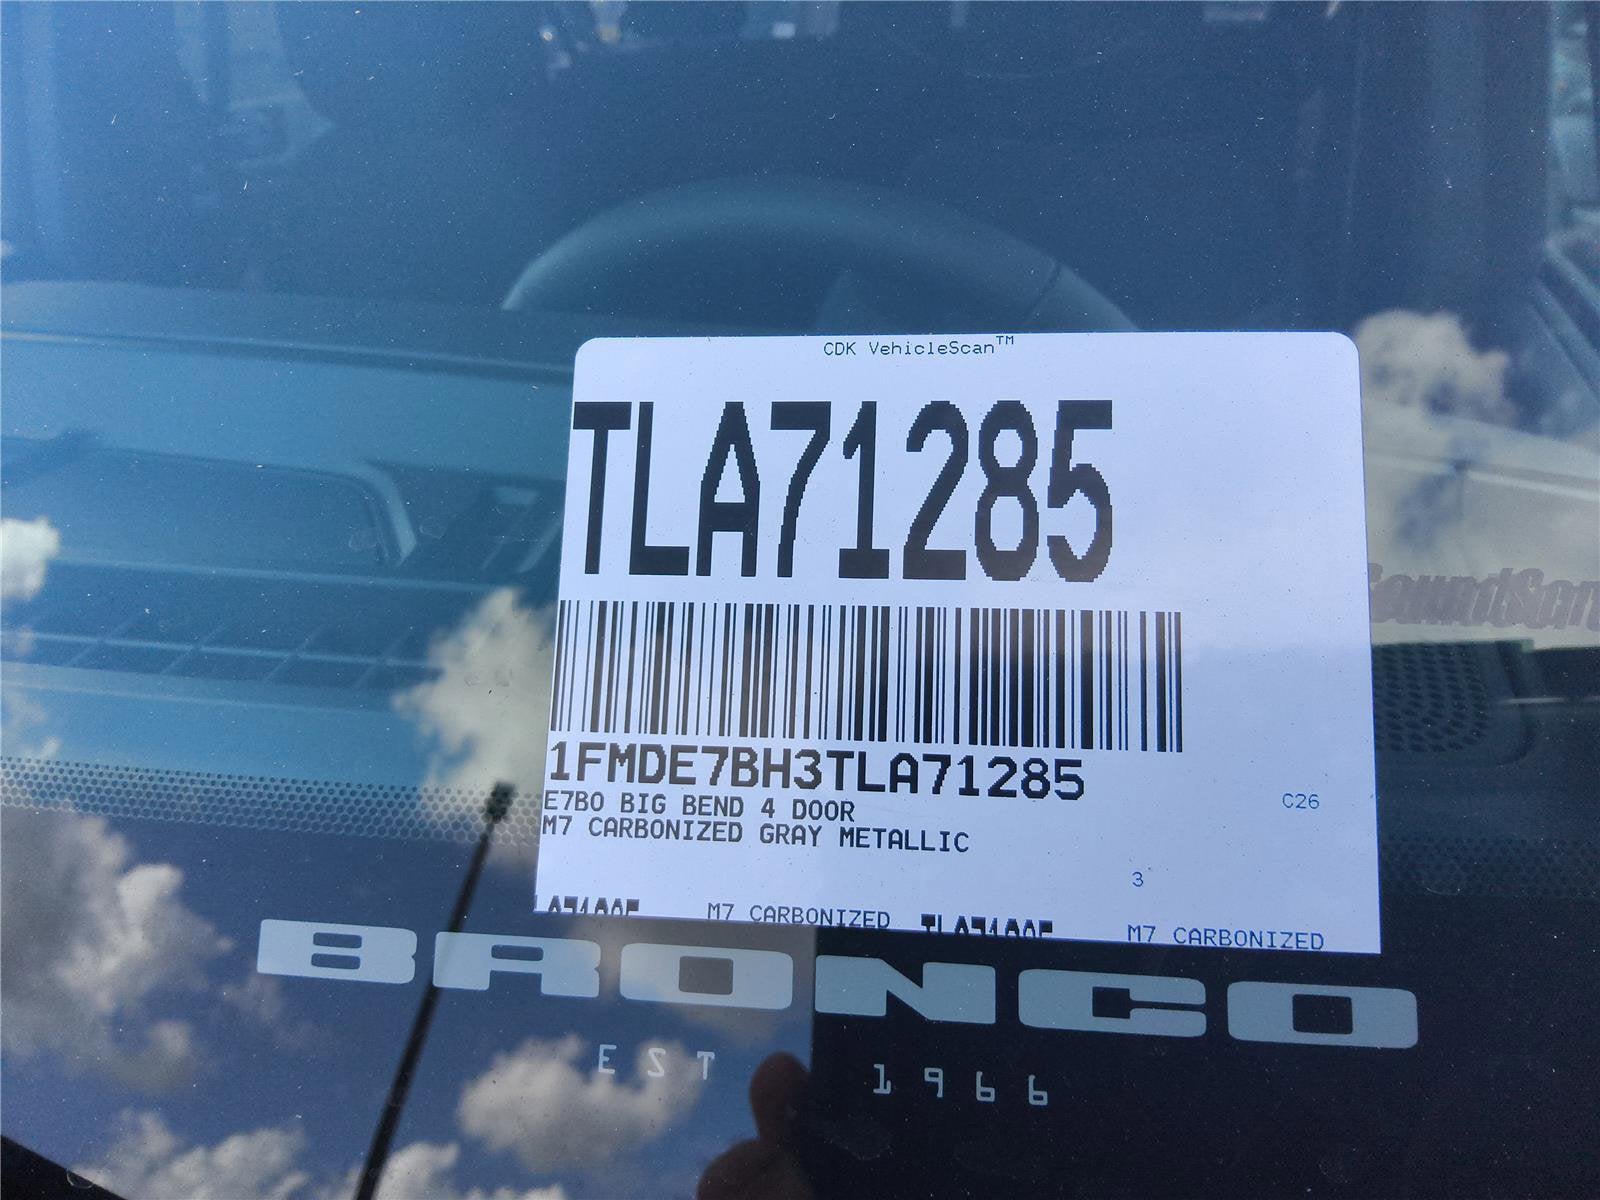 CDK VehicleScan™
TLA71285
1FMDE7BH3TLA71285
E7BO BIG BEND 4 DOOR
C26
M7 CARBONIZED GRAY METALLIC
3
M7 CARBONIZED
M7 CARBONIZED
BRONCO
EST 1966